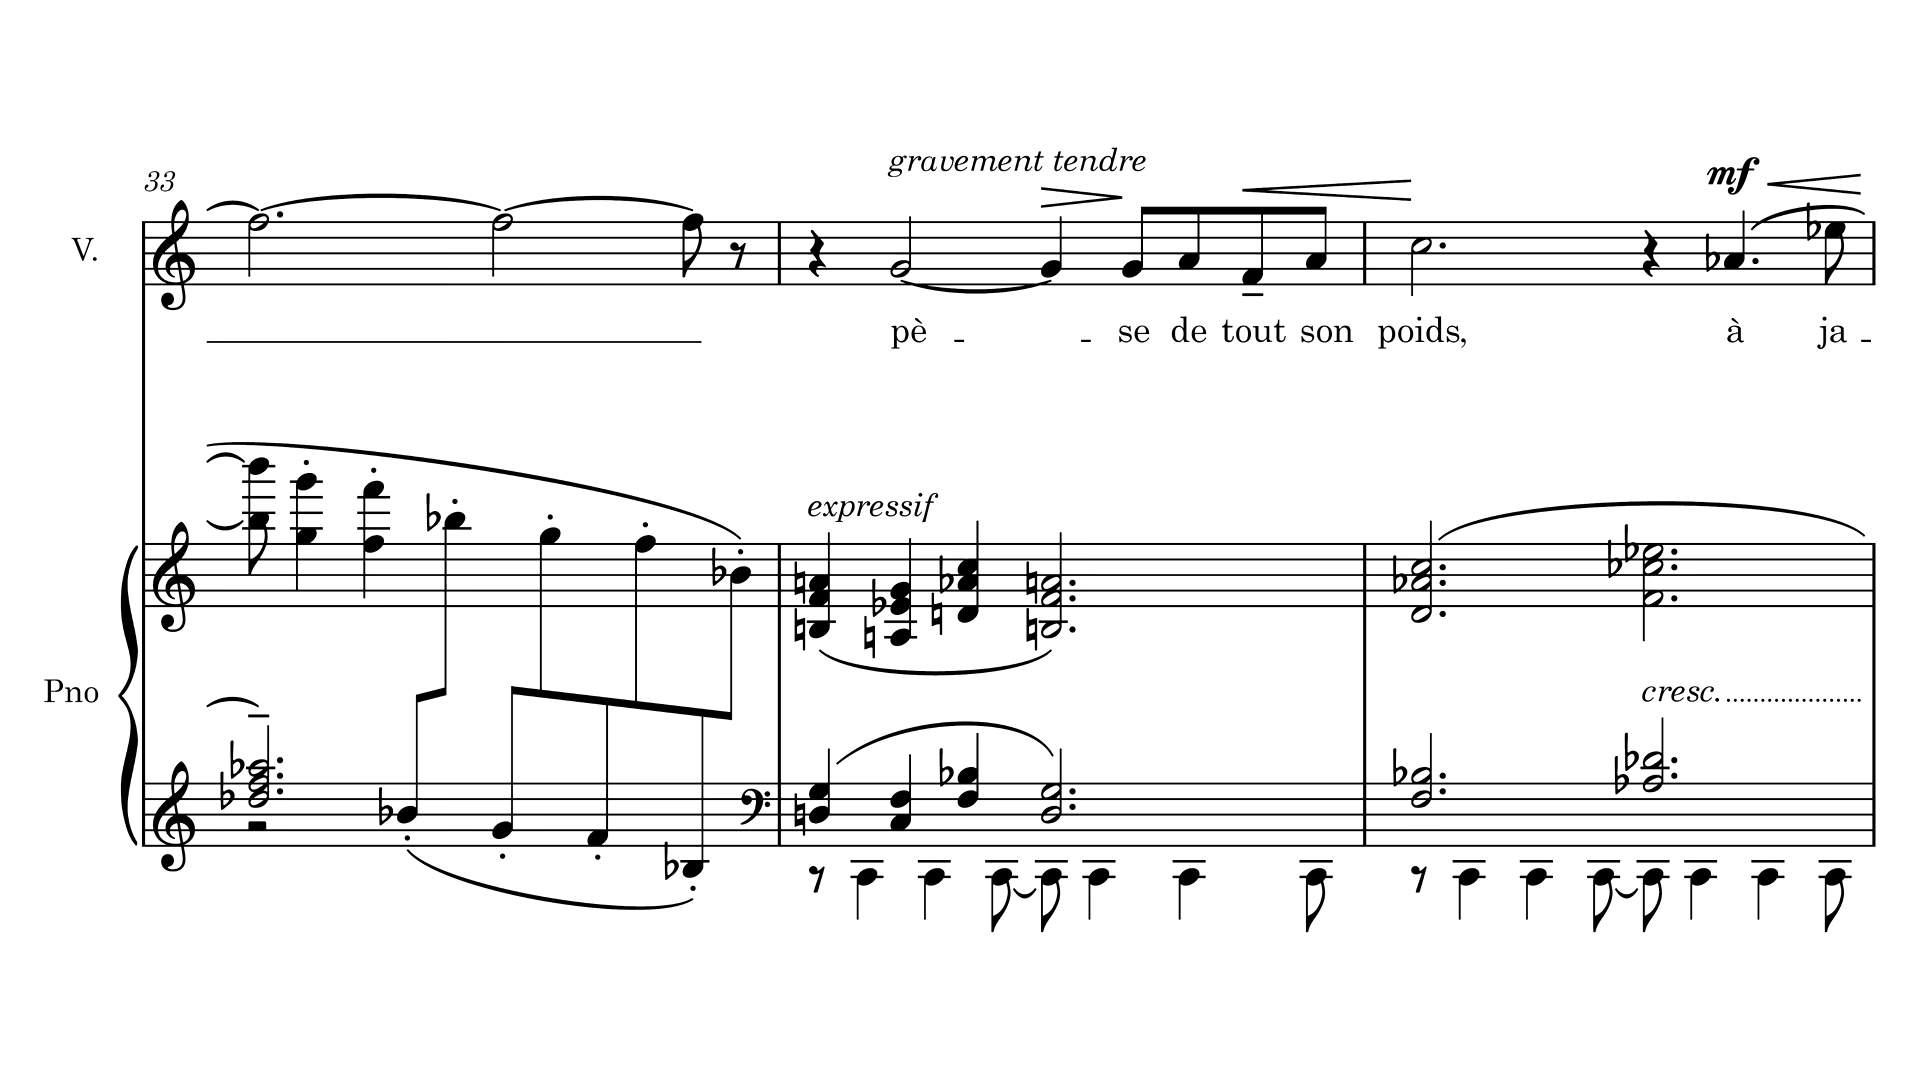 gravement tendre
33
mf
V.
pè - - se de tout son poids, à ja -
expressif
Pno
cresc.